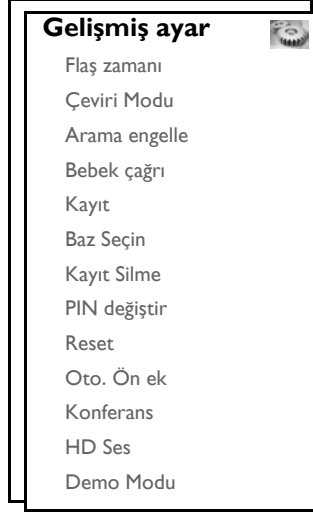 Gelişmiş ayar
Flaş zamanı
Çeviri Modu
Arama engelle
Bebek çağrı
Kayıt
Baz Seçin
Kayıt Silme
PIN değiştir
Reset
Oto. Ön ek
Konferans
HD Ses
Demo Modu